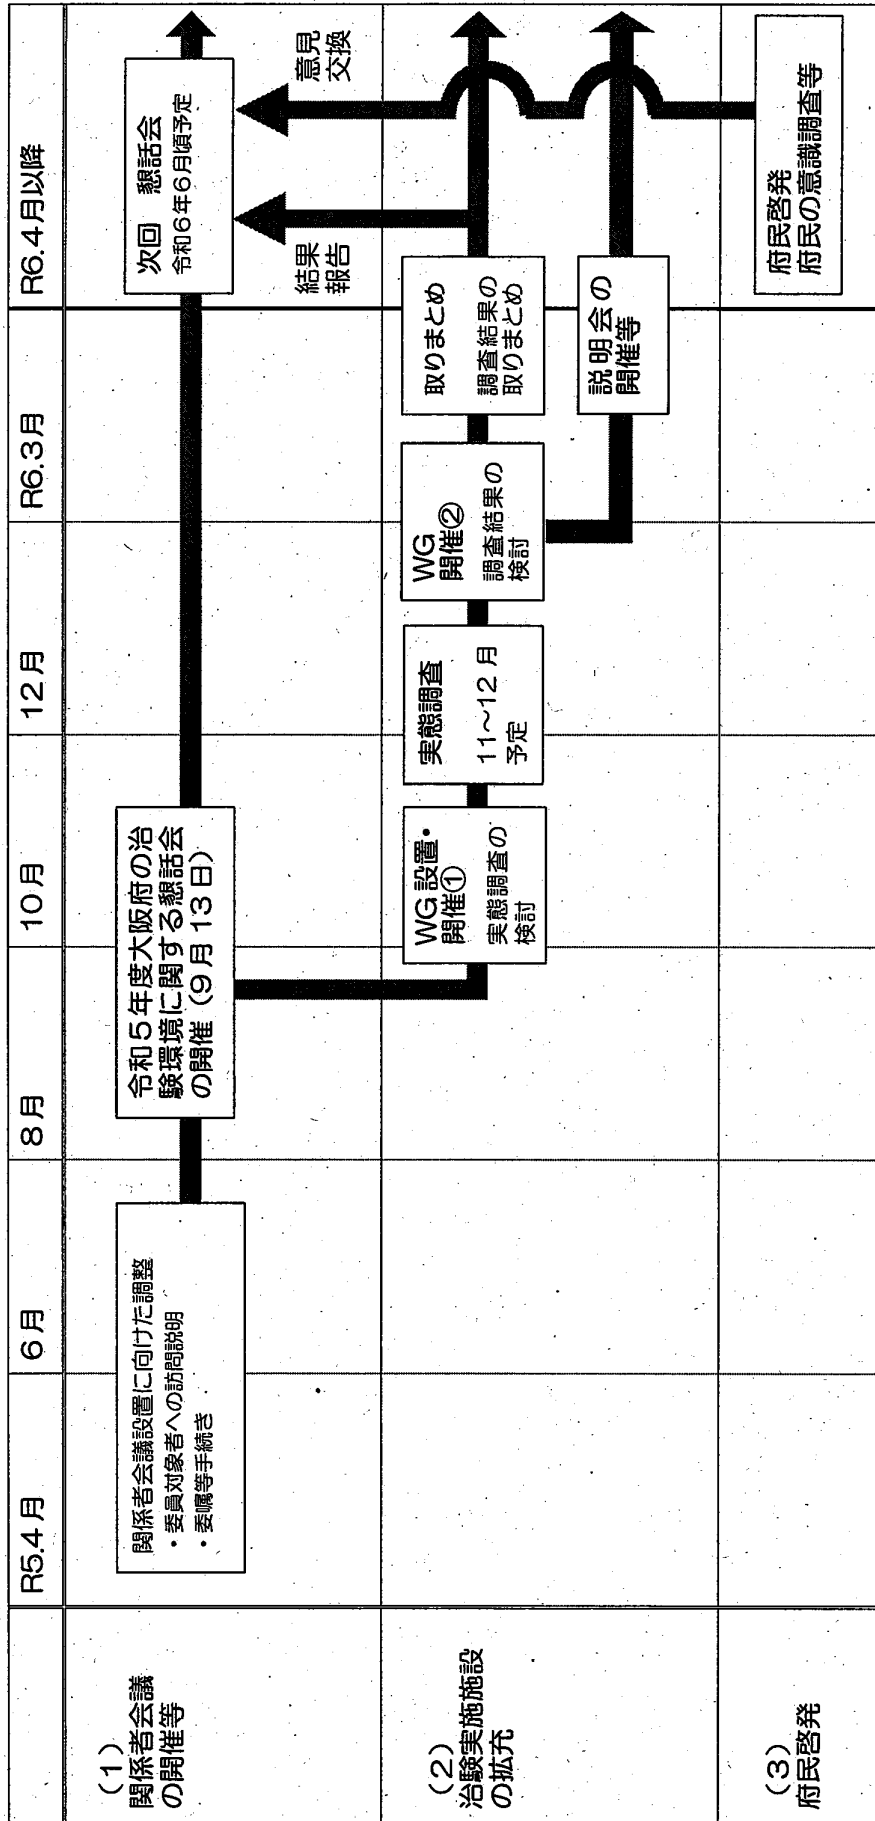 R5.4月
6月
8月
10月
12月
R6.3月
R6.4月以降
(1)
関係者会議
の開催等
関係者会議設置に向けた調整
・委員対象者への訪問説明
・委嘱等手続き
令和5年度大阪府の治
験環境に関する懇話会
の開催（9月13日）
次回 懇話会
令和6年6月頃予定
結果
報告
意見
交換
(2)
治験実施施設
の拡充
WG設置・
開催①
実態調査の
検討
実態調査
11～12月
予定
WG
開催②
調査結果の
検討
取りまとめ
調査結果の
取りまとめ
説明会の
開催等
(3)
府民啓発
府民啓発
府民の意識調査等